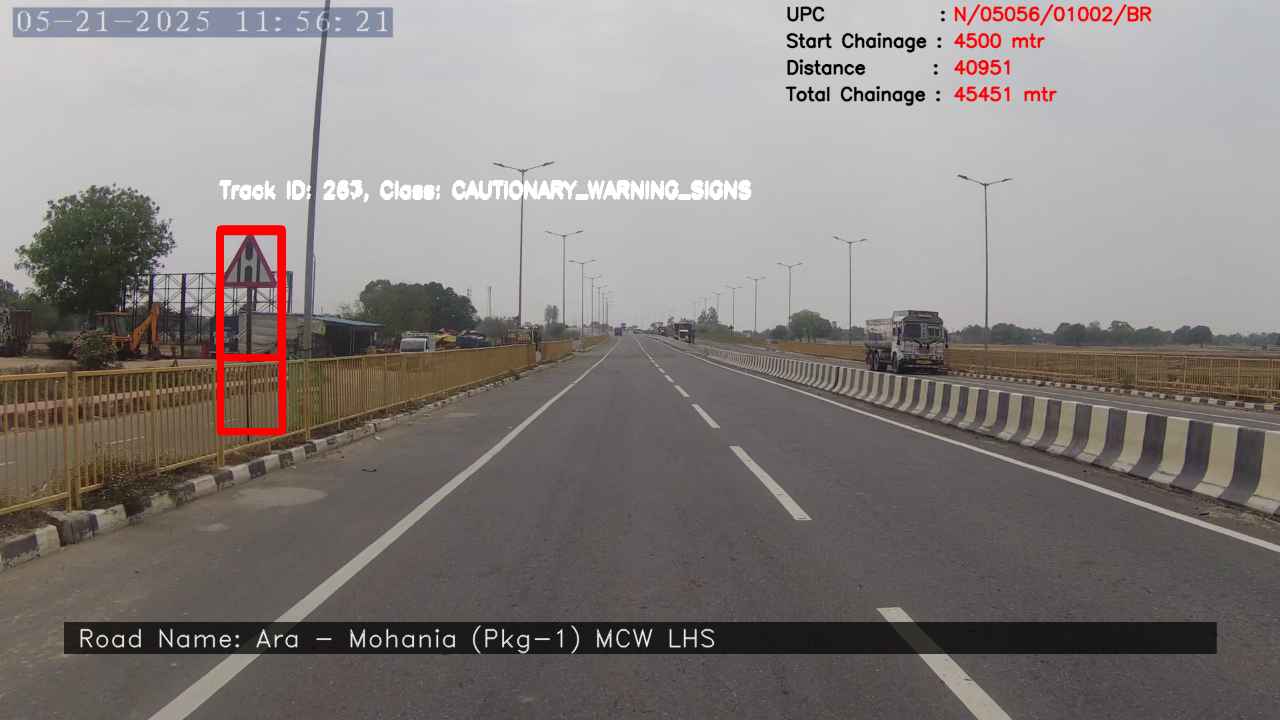 05-21-2025 11:56:21
UPC : N/05056/01002/BR
Start Chainage : 4500 mtr
Distance : 40951
Total Chainage : 45451 mtr
Track ID: Class: CAUTIONARY_WARNING_SIGNS
Road Name: Ara - Mohania (Pkg-1) MCW LHS